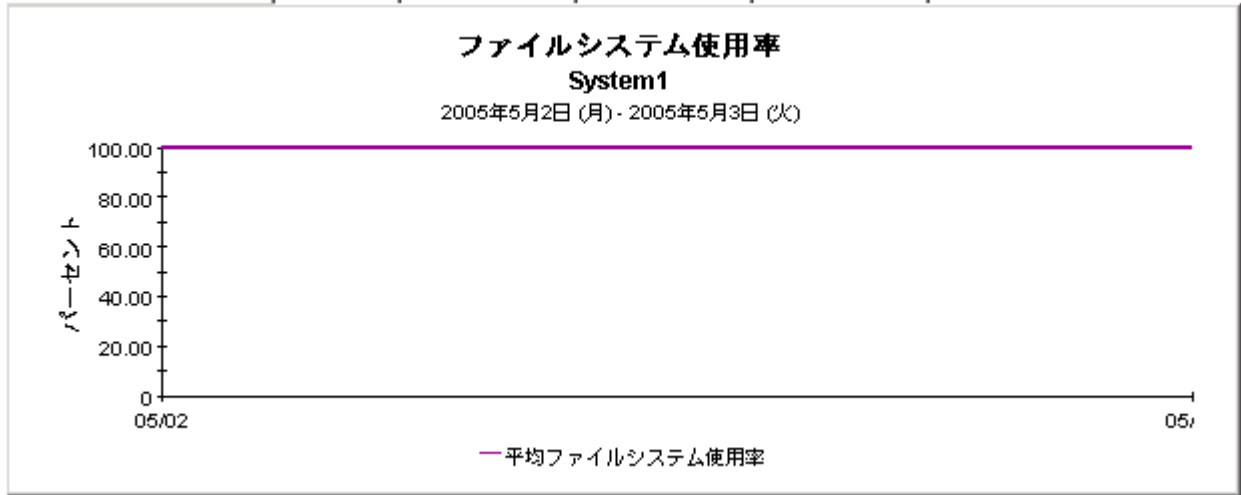 ファイルシステム使用率
System1
2005年5月2日 (月) - 2005年5月3日 (火)
パーセント
100.00
80.00
60.00
40.00
20.00
0
05/02
05/
平均ファイルシステム使用率